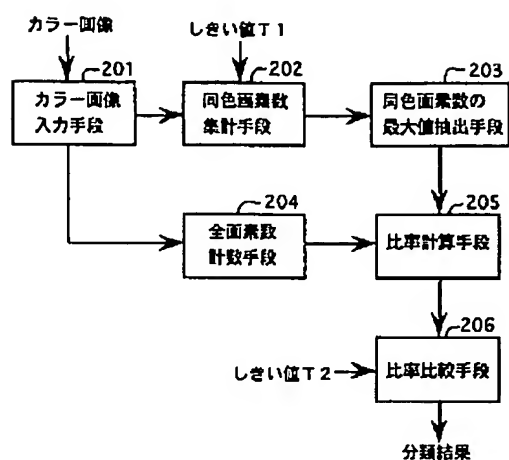 カラー画像
しきい値T1
201
202
203
カラー画像
入力手段
同色画素数
集計手段
同色画素数の
最大値抽出手段
204
205
全画素数
計数手段
比率計算手段
206
しきい値T2
比率比較手段
分類結果